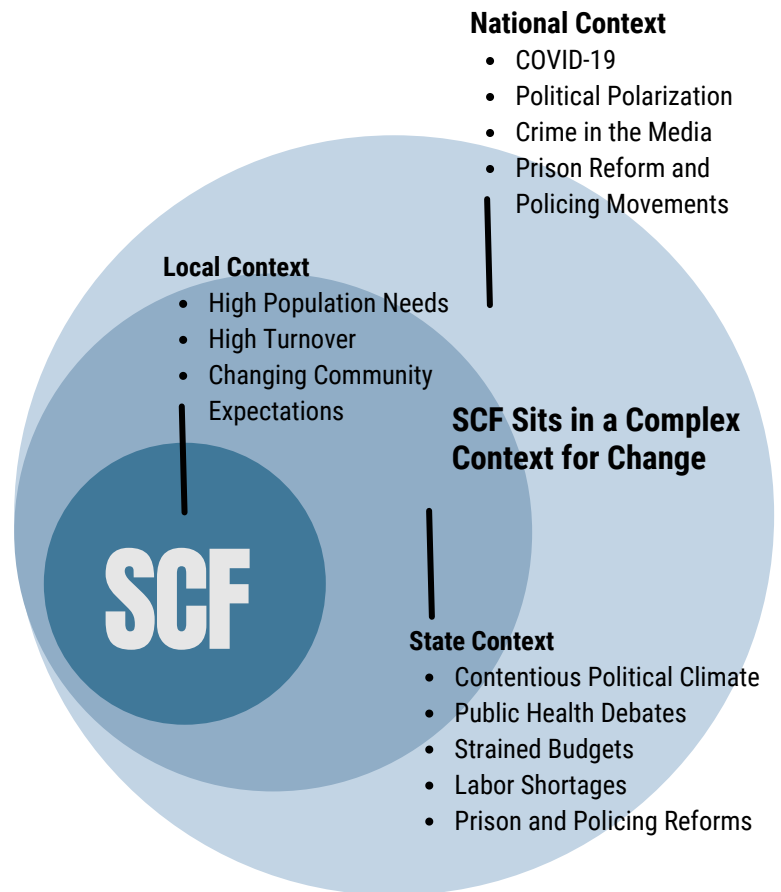 National Context
• COVID-19
• Political Polarization
• Crime in the Media
• Prison Reform and
Policing Movements
Local Context
• High Population Needs
• High Turnover
• Changing Community
Expectations
SCF Sits in a Complex
Context for Change
SCF
State Context
• Contentious Political Climate
• Public Health Debates
• Strained Budgets
• Labor Shortages
• Prison and Policing Reforms